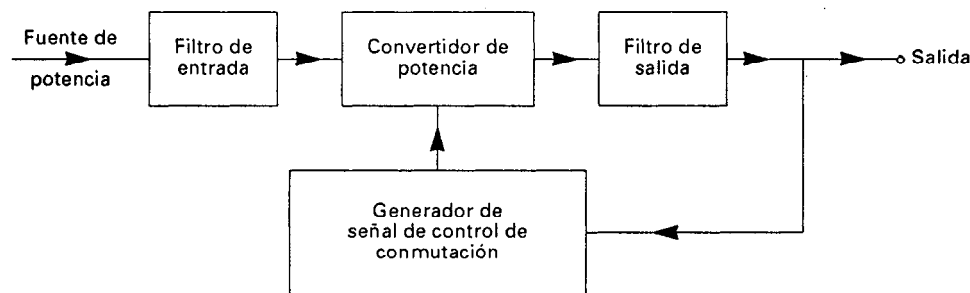 Fuente de
potencia
Filtro de
entrada
Convertidor de
potencia
Filtro de
salida
Salida
Generador de
señal de control de
conmutación